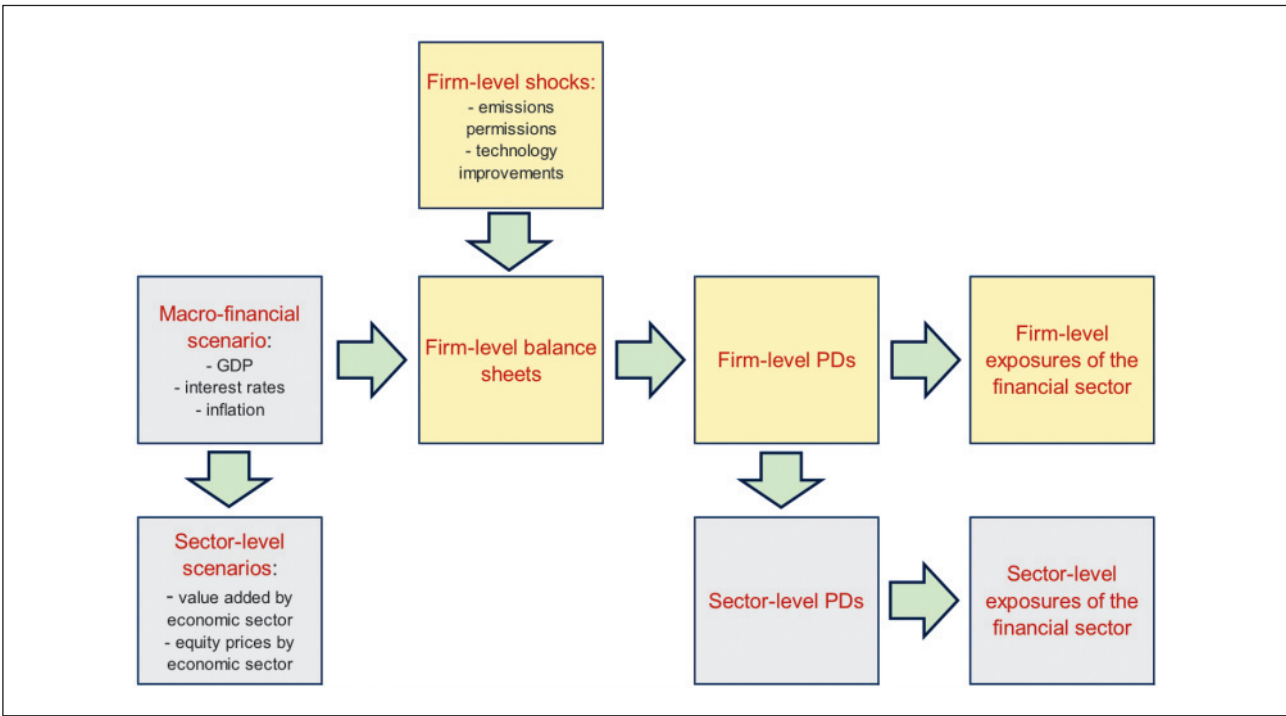 Firm-level shocks:
- emissions
permissions
- technology
improvements
Macro-financial
scenario:
- GDP
- interest rates
- inflation
Firm-level balance
sheets
Firm-level PDs
Firm-level
exposures of the
financial sector
Sector-level
scenarios:
- value added by
economic sector
- equity prices by
economic sector
Sector-level PDs
Sector-level
exposures of the
financial sector